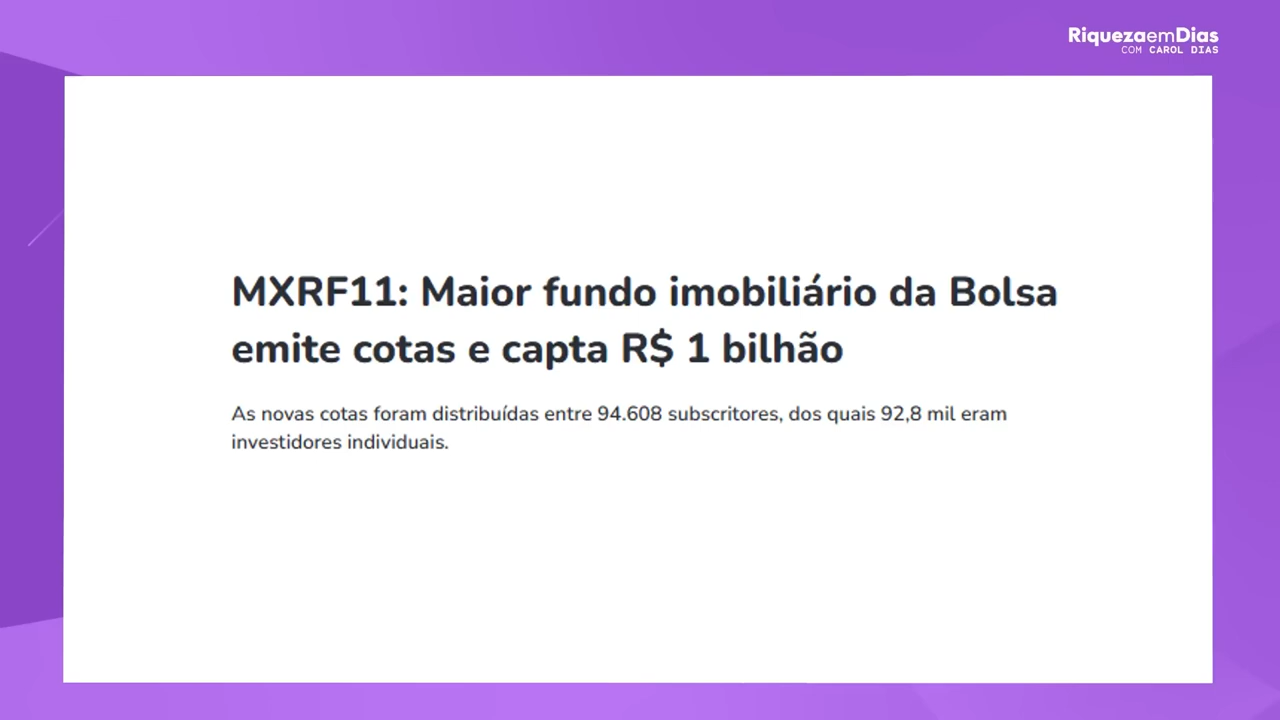 RiquezaemDias
COM CAROL DIAS
MXRF11: Maior fundo imobiliário da Bolsa
emite cotas e capta R$ 1 bilhão
As novas cotas foram distribuídas entre 94.608 subscritores, dos quais 92,8 mil eram
investidores individuais.